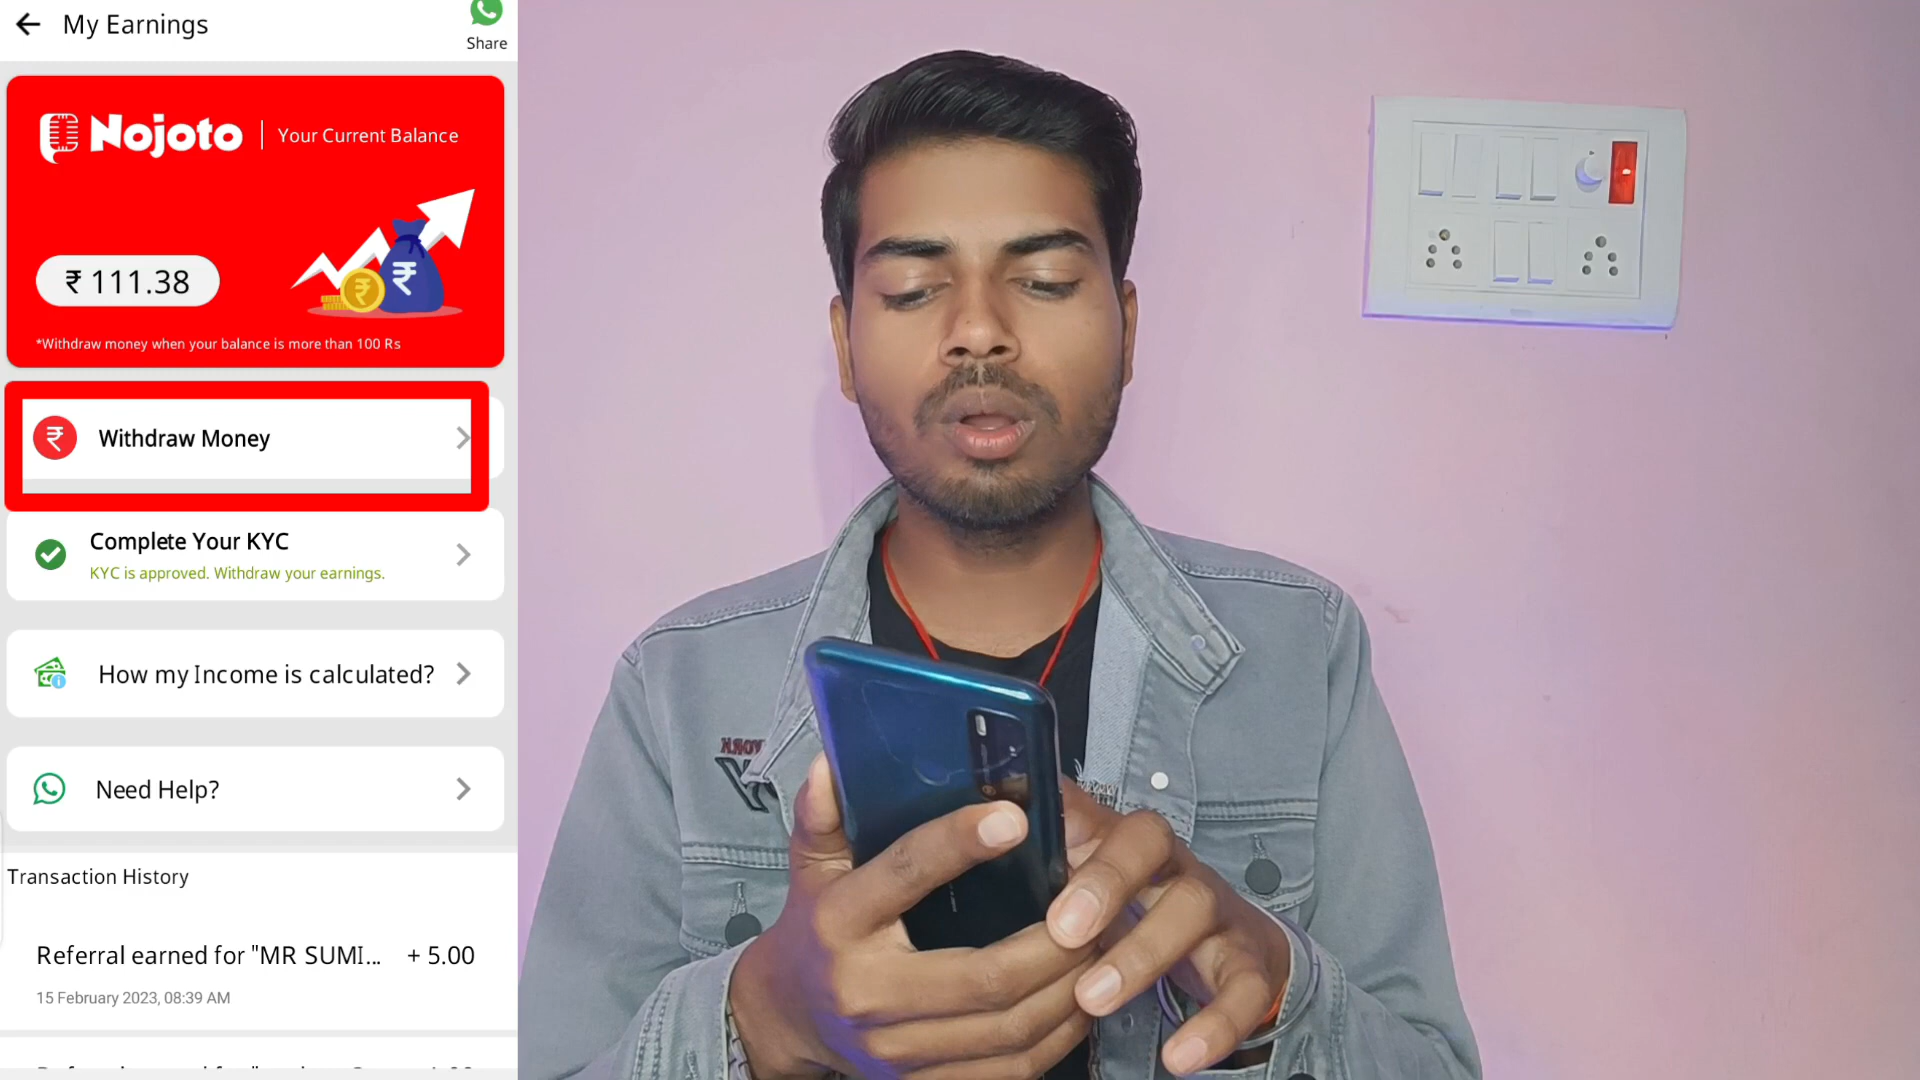 My Earnings
Share
Nojoto | Your Current Balance
₹ 111.38
*Withdraw money when your balance is more than 100 Rs
Withdraw Money
Complete Your KYC
KYC is approved. Withdraw your earnings.
How my Income is calculated?
Need Help?
Transaction History
Referral earned for "MR SUMI... + 5.00
15 February 2023, 08:39 AM